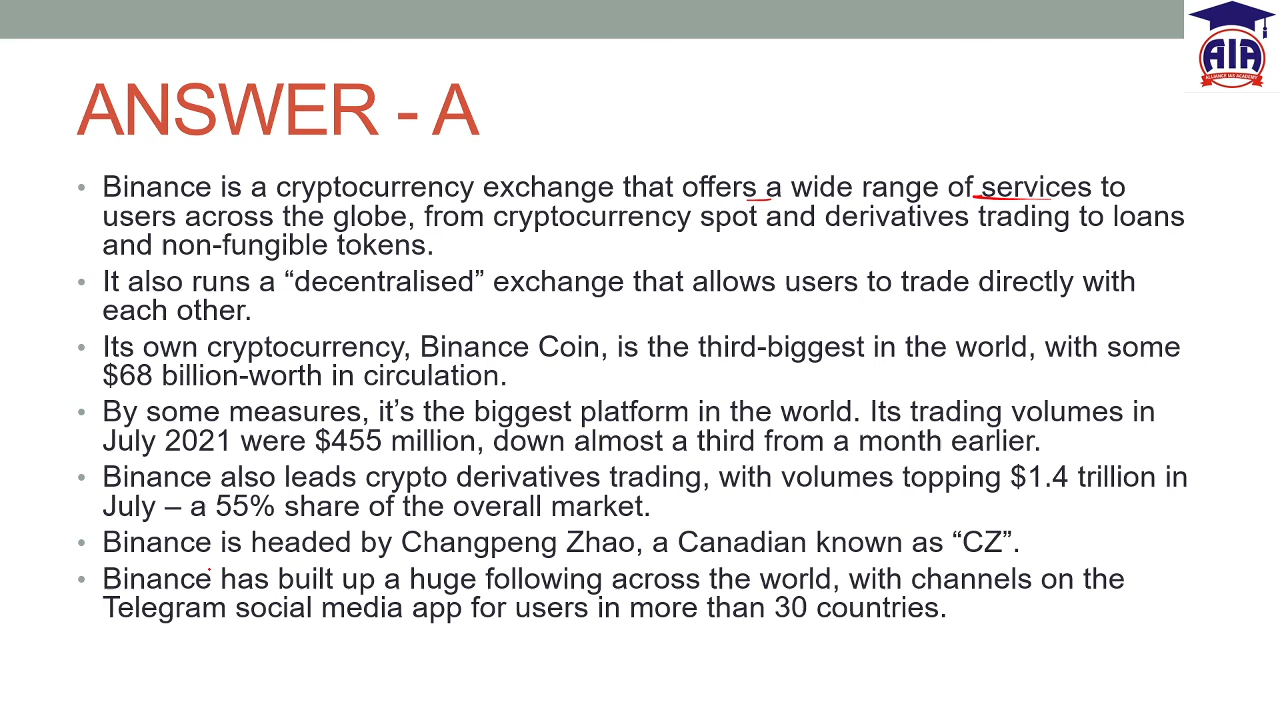 AIA
ALLIANCE IAS ACADEMY
ANSWER - A
• Binance is a cryptocurrency exchange that offers a wide range of services to
users across the globe, from cryptocurrency spot and derivatives trading to loans
and non-fungible tokens.
• It also runs a “decentralised” exchange that allows users to trade directly with
each other.
• Its own cryptocurrency, Binance Coin, is the third-biggest in the world, with some
$68 billion-worth in circulation.
• By some measures, it’s the biggest platform in the world. Its trading volumes in
July 2021 were $455 million, down almost a third from a month earlier.
• Binance also leads crypto derivatives trading, with volumes topping $1.4 trillion in
July – a 55% share of the overall market.
• Binance is headed by Changpeng Zhao, a Canadian known as “CZ”.
• Binance has built up a huge following across the world, with channels on the
Telegram social media app for users in more than 30 countries.